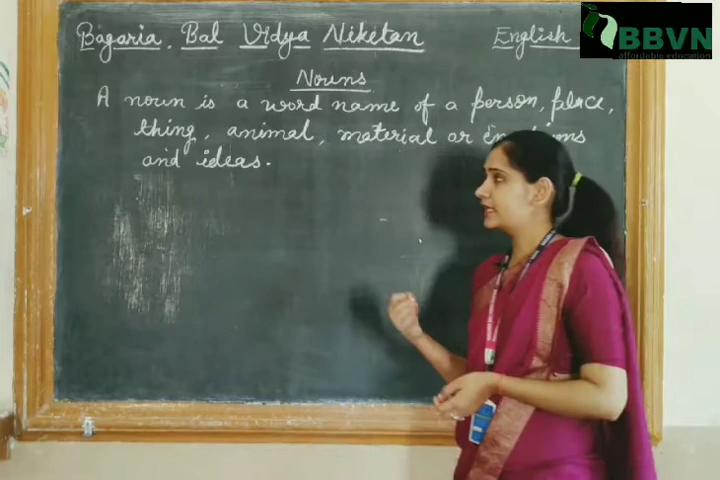 Bagaria Bal Vidya Niketan
English
BBVN
affordable education
Nouns
A noun is a word name of a person, place,
thing, animal, material or
and ideas.